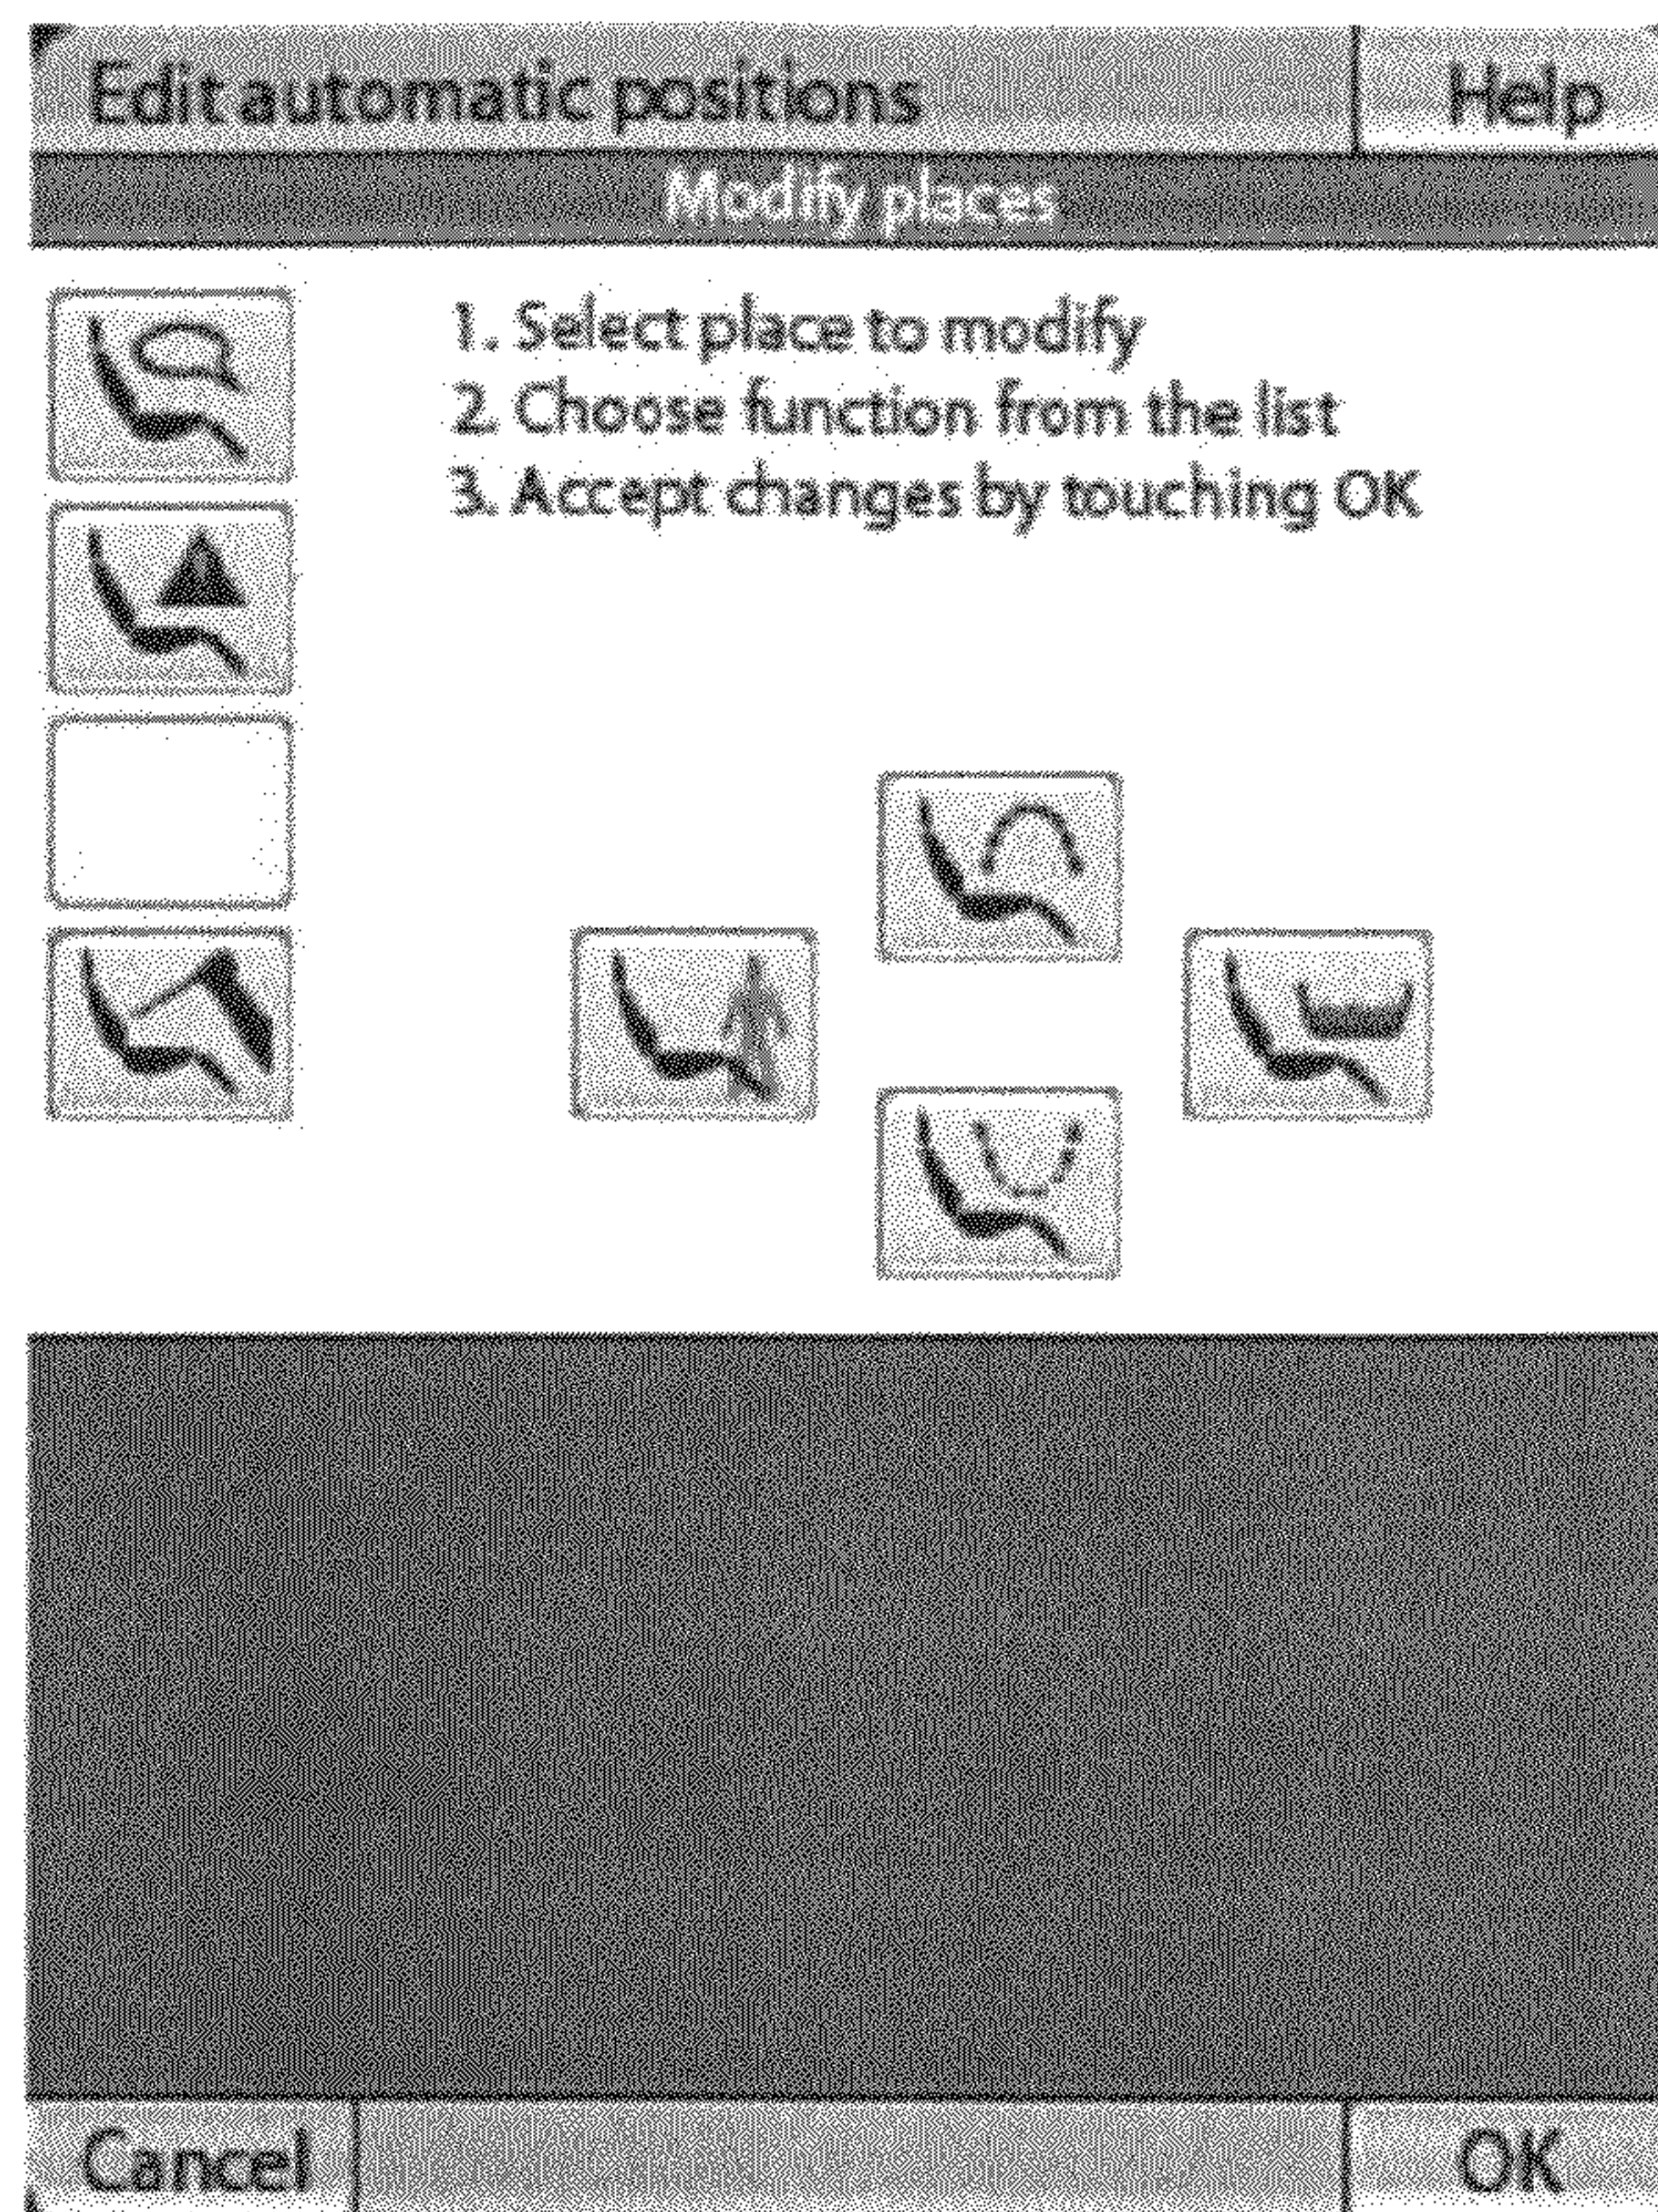 Edit automatic positions
Help
Modify places
1. Select place to modify
2. Choose function from the list
3. Accept changes by touching OK
Cancel
OK